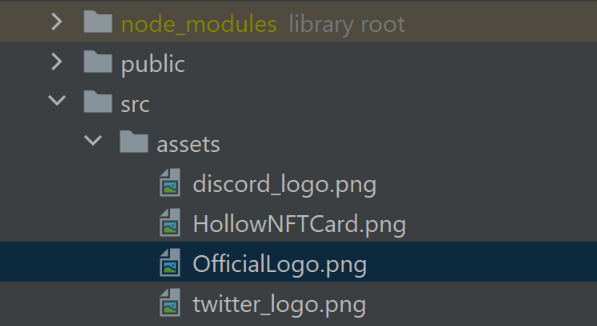 node_modules library root
public
src
assets
discord_logo.png
HollowNFTCard.png
OfficialLogo.png
twitter_logo.png